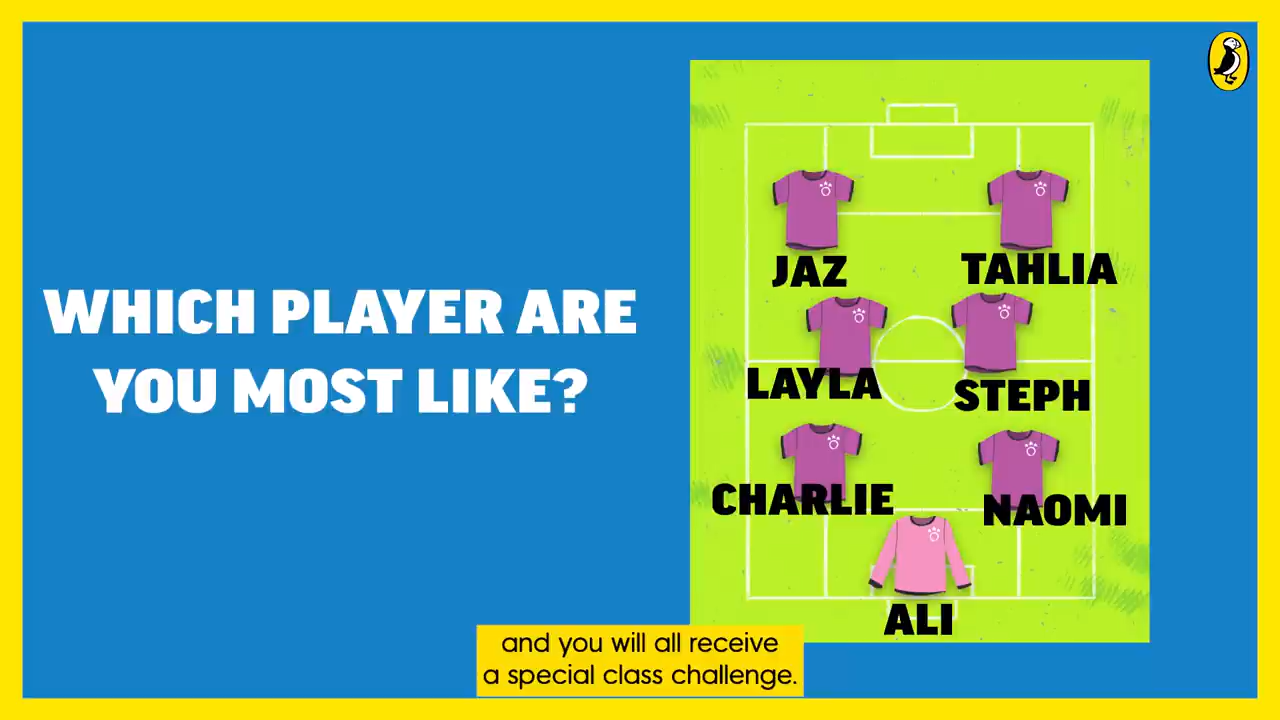 WHICH PLAYER ARE
YOU MOST LIKE?
JAZ
TAHLIA
LAYLA
STEPH
CHARLIE
NAOMI
ALI
and you will all receive
a special class challenge.